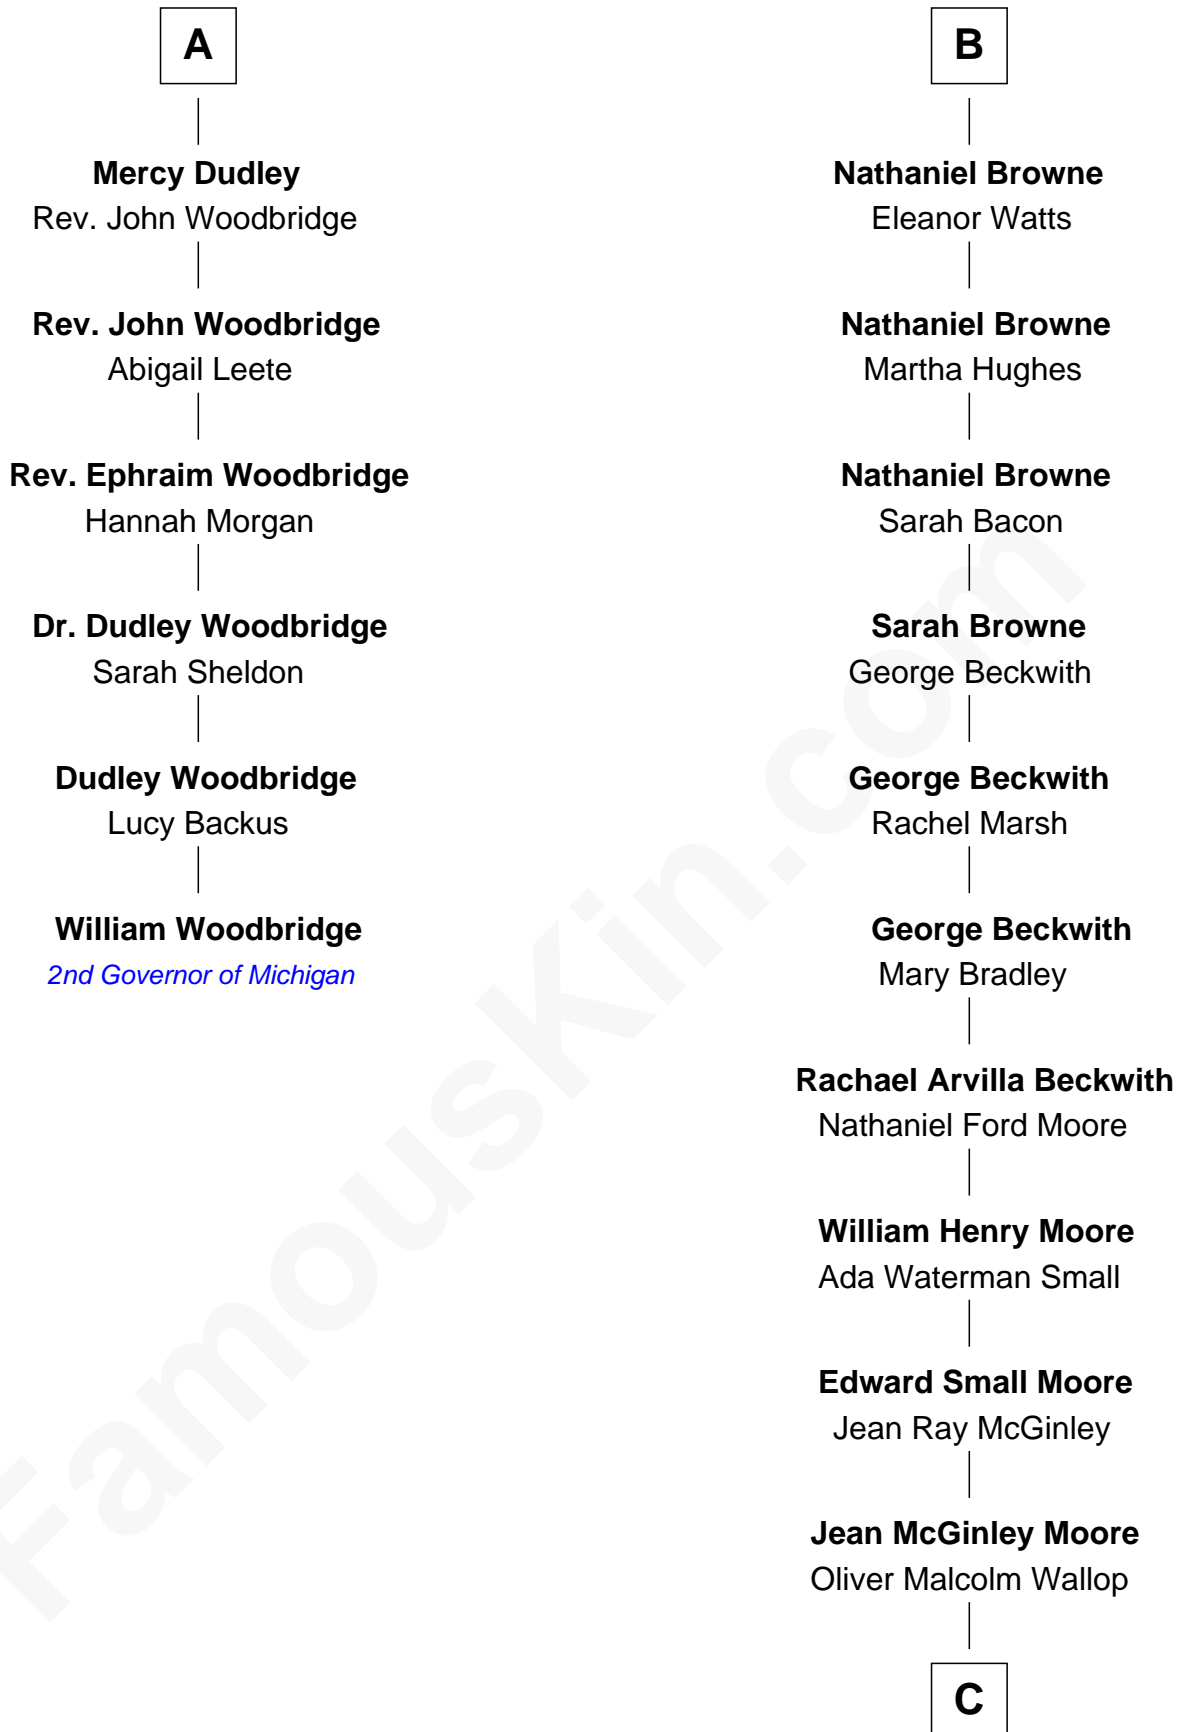 A
Mercy Dudley
Rev. John Woodbridge
Rev. John Woodbridge
Abigail Leete
Rev. Ephraim Woodbridge
Hannah Morgan
Dr. Dudley Woodbridge
Sarah Sheldon
Dudley Woodbridge
Lucy Backus
William Woodbridge
2nd Governor of Michigan
B
Nathaniel Browne
Eleanor Watts
Nathaniel Browne
Martha Hughes
Nathaniel Browne
Sarah Bacon
Sarah Browne
George Beckwith
George Beckwith
Rachel Marsh
George Beckwith
Mary Bradley
Rachael Arvilla Beckwith
Nathaniel Ford Moore
William Henry Moore
Ada Waterman Small
Edward Small Moore
Jean Ray McGinley
Jean McGinley Moore
Oliver Malcolm Wallop
C
FamousKin.com